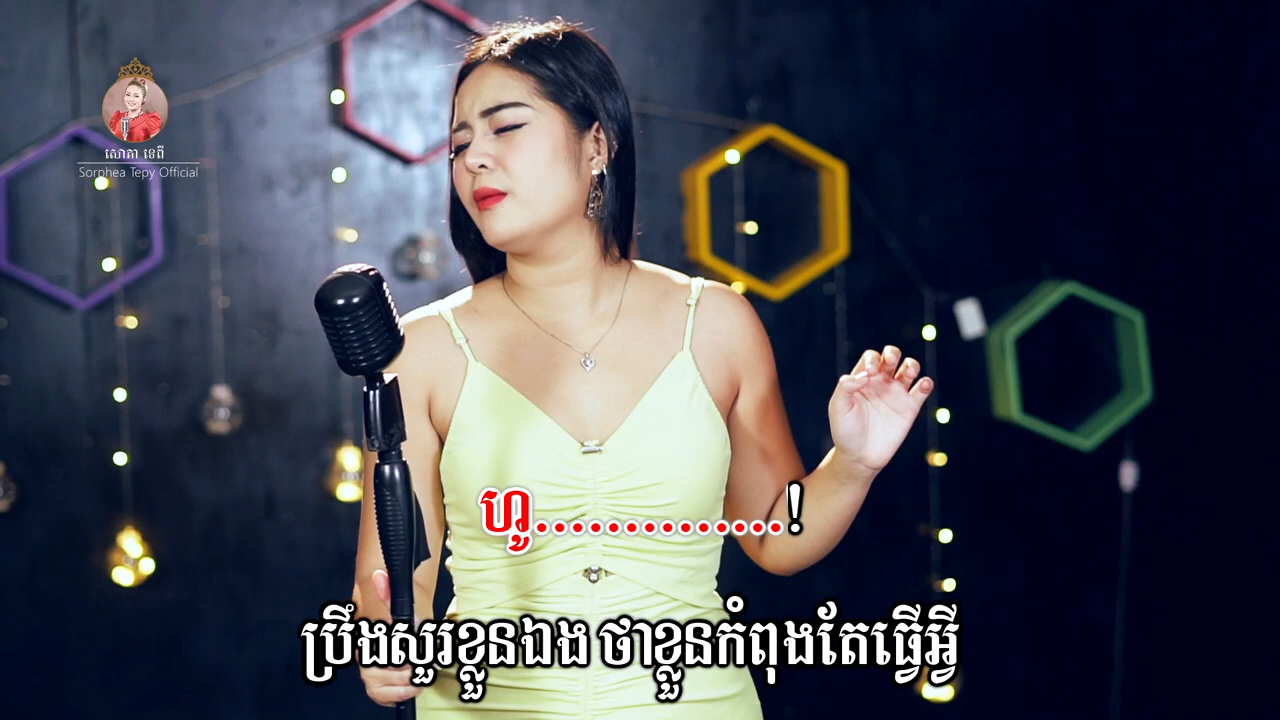 សោភា ទេពី
Sorphea Tepy Official
ហូ..............!
ប្រឹងសួរខ្លួនឯង ថាខ្លួនកំពុងតែធ្វើអ្វី